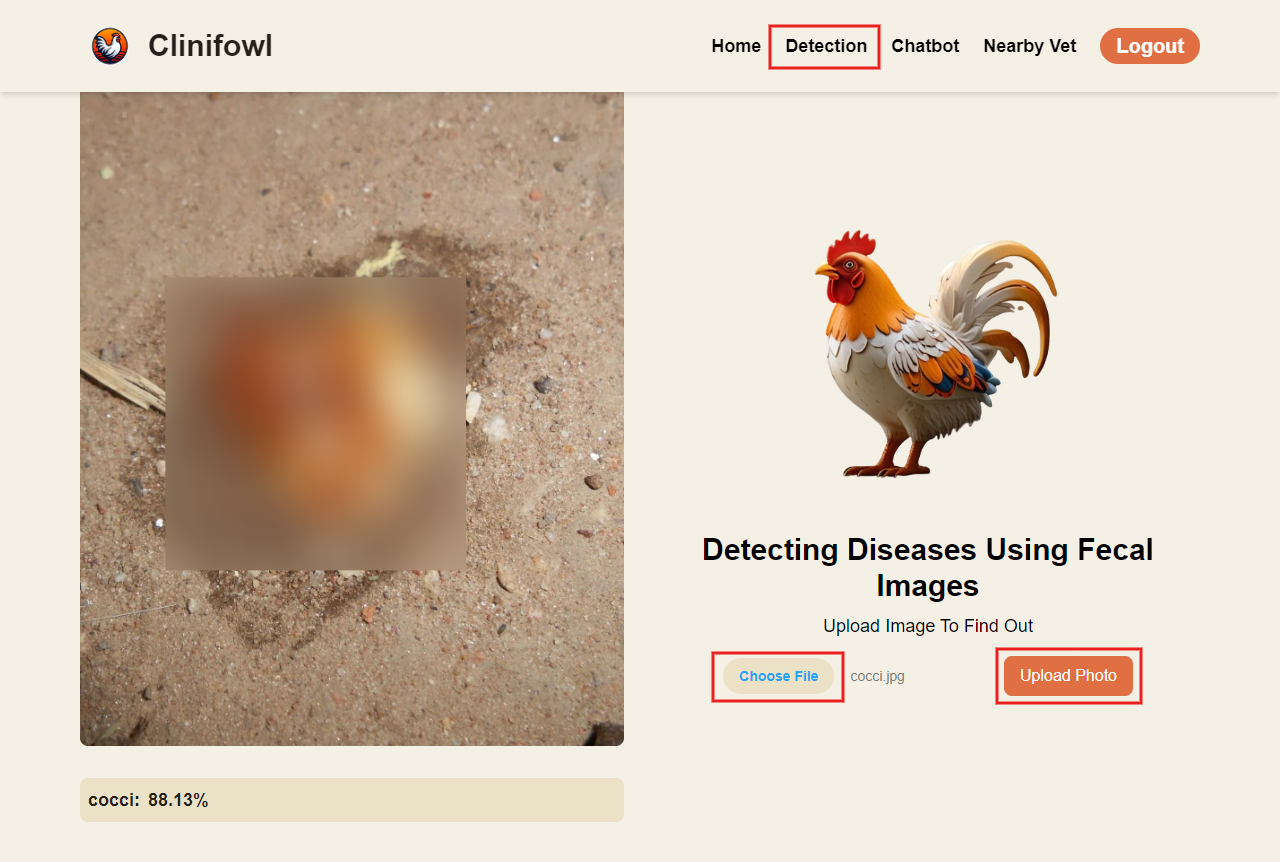 Clinifowl
Home Detection Chatbot Nearby Vet Logout
Detecting Diseases Using Fecal
Images
Upload Image To Find Out
Choose File cocci.jpg Upload Photo
cocci: 88.13%